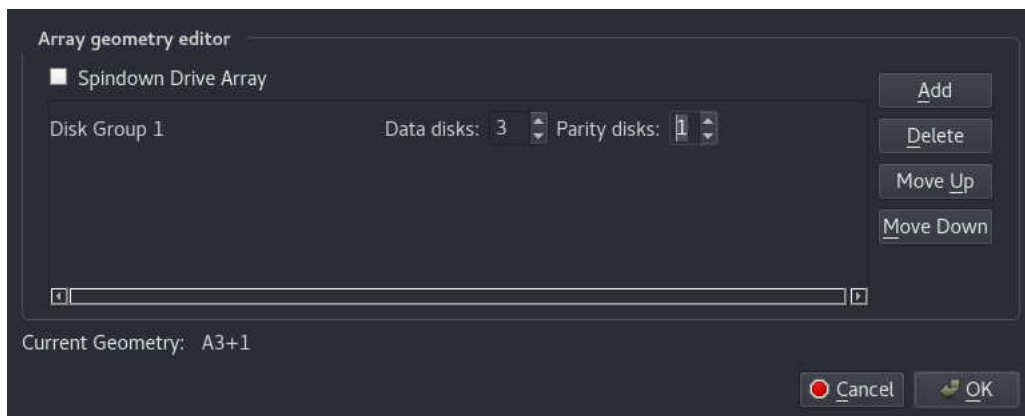 Array geometry editor
Spindown Drive Array
Disk Group 1 Data disks: 3 Parity disks: 1
Add
Delete
Move Up
Move Down
Current Geometry: A3+1
Cancel OK